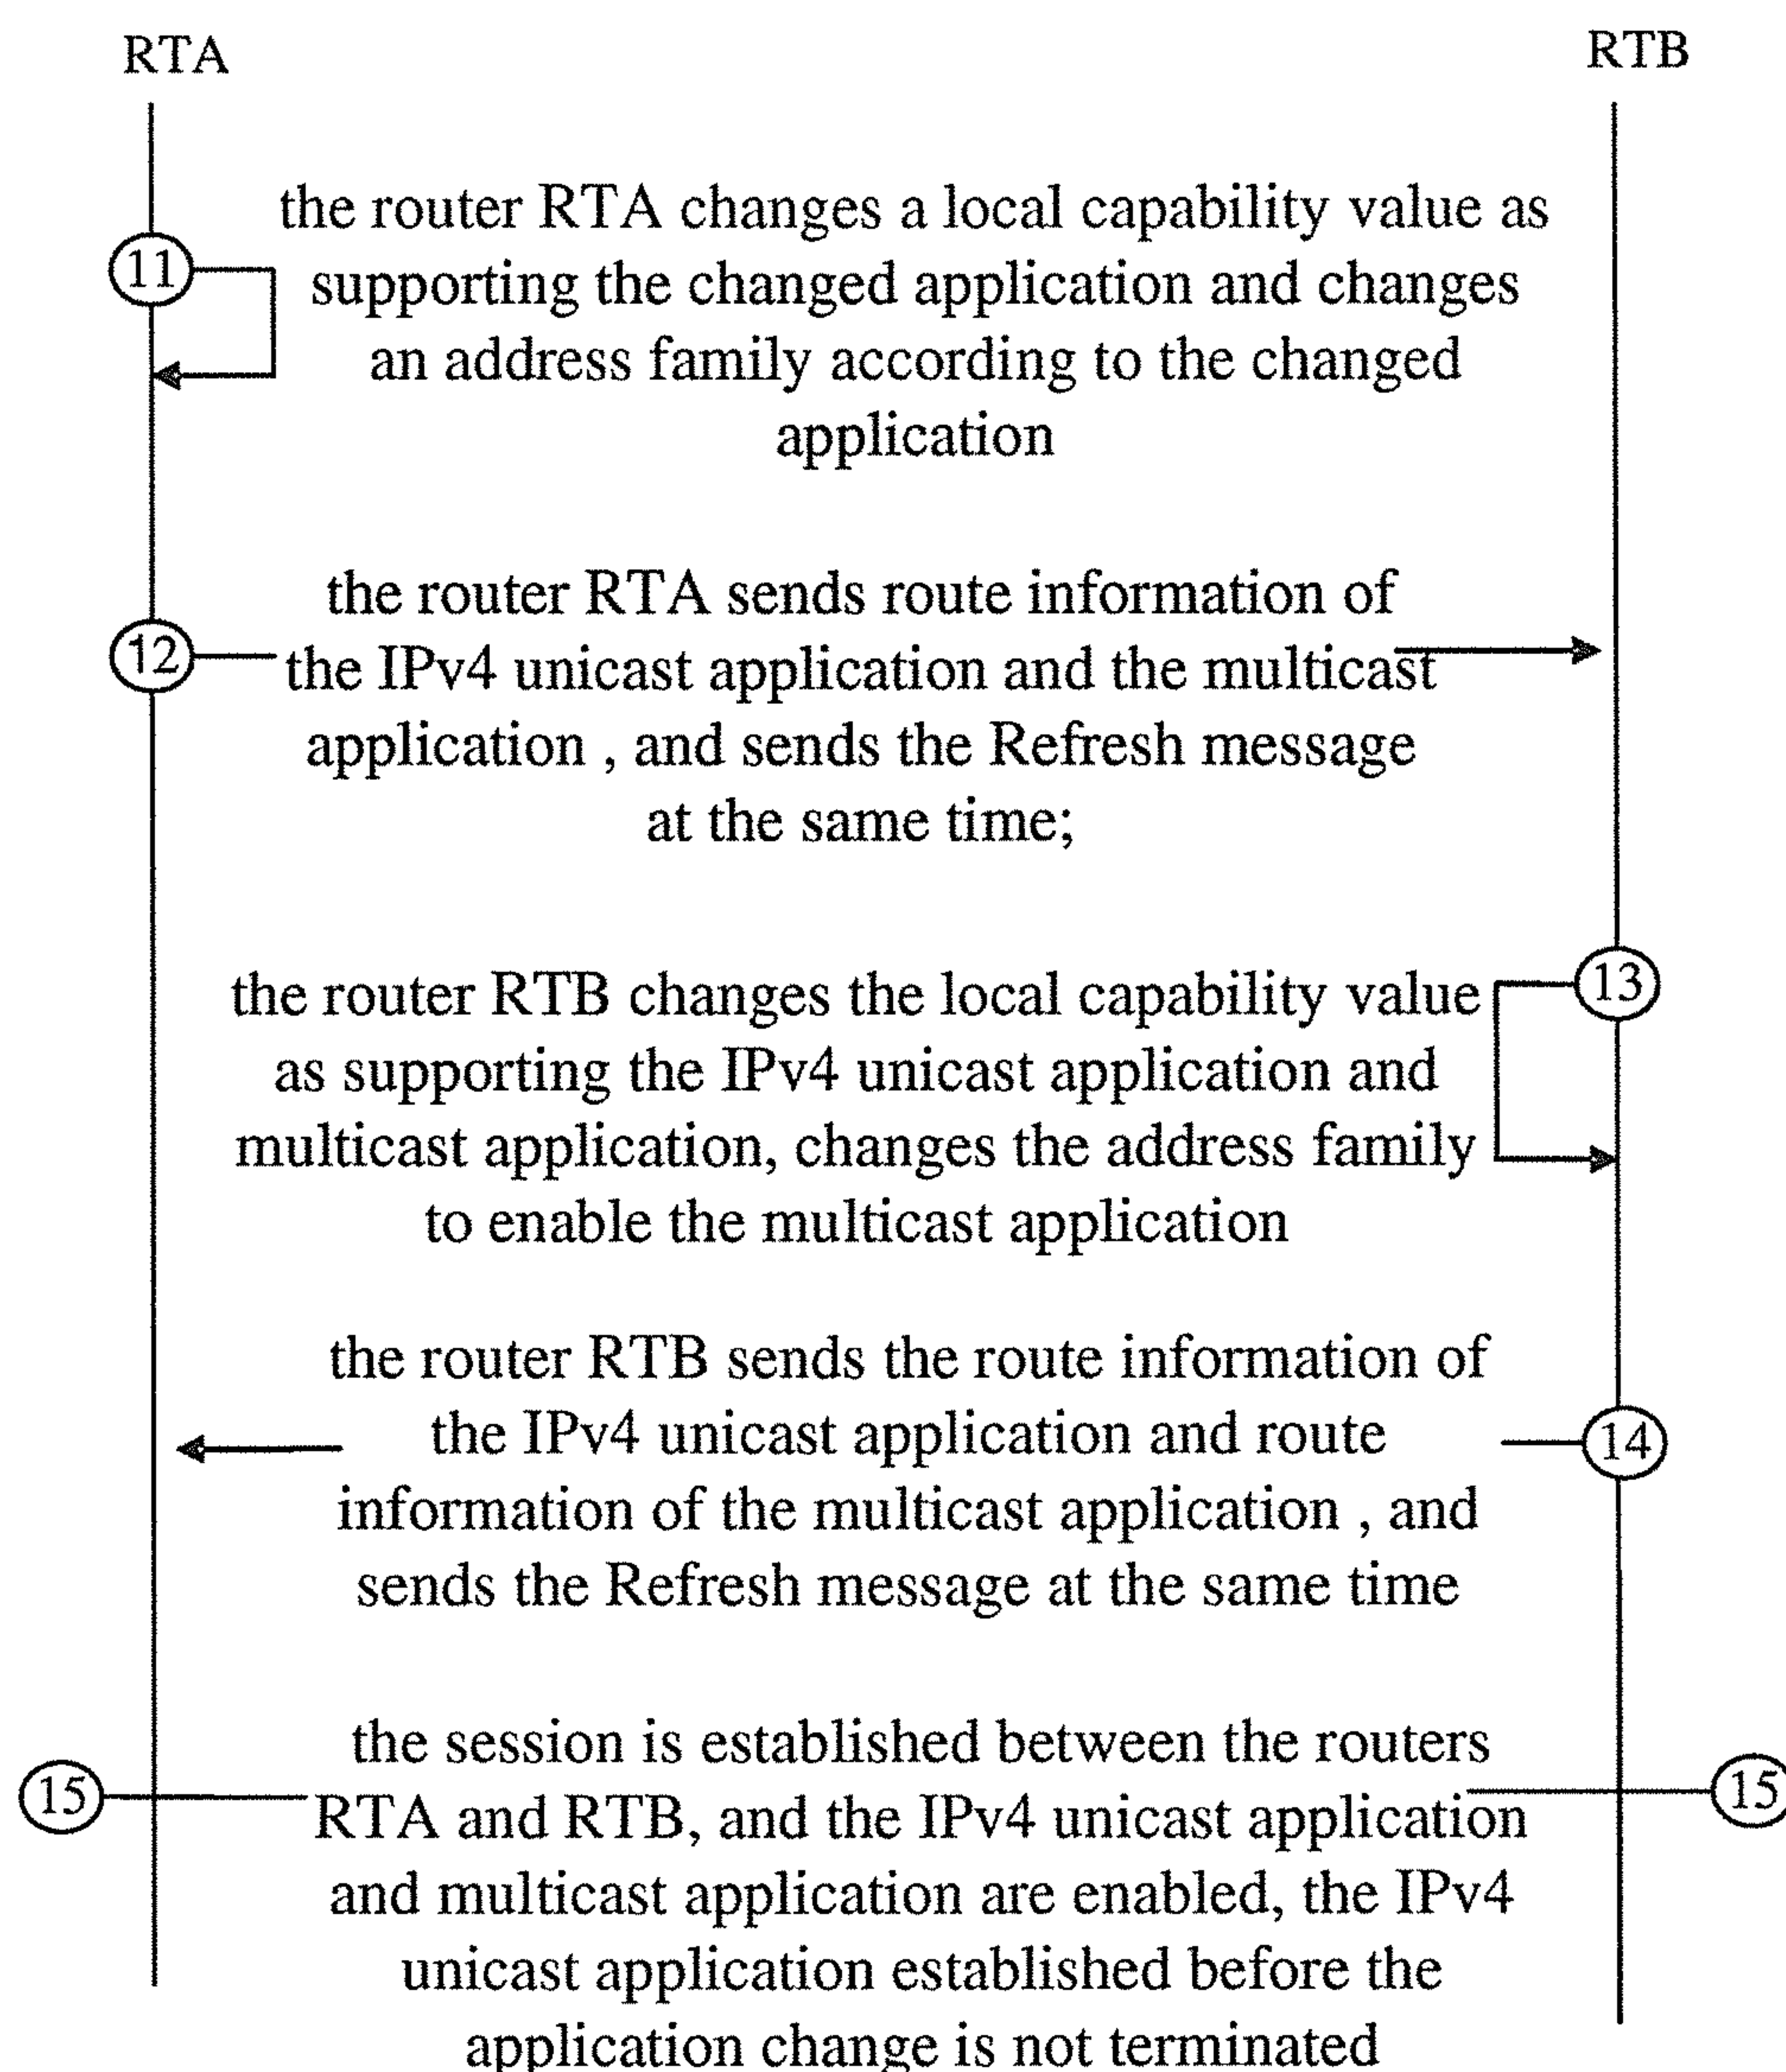 RTA
RTB
the router RTA changes a local capability value as
11
supporting the changed application and changes
an address family according to the changed
application
the router RTA sends route information of
12
the IPv4 unicast application and the multicast
application , and sends the Refresh message
at the same time;
13
the router RTB changes the local capability value
as supporting the IPv4 unicast application and
multicast application, changes the address family
to enable the multicast application
the router RTB sends the route information of
the IPv4 unicast application and route
14
information of the multicast application , and
sends the Refresh message at the same time
the session is established between the routers
15
15
RTA and RTB, and the IPv4 unicast application
and multicast application are enabled, the IPv4
unicast application established before the
application change is not terminated